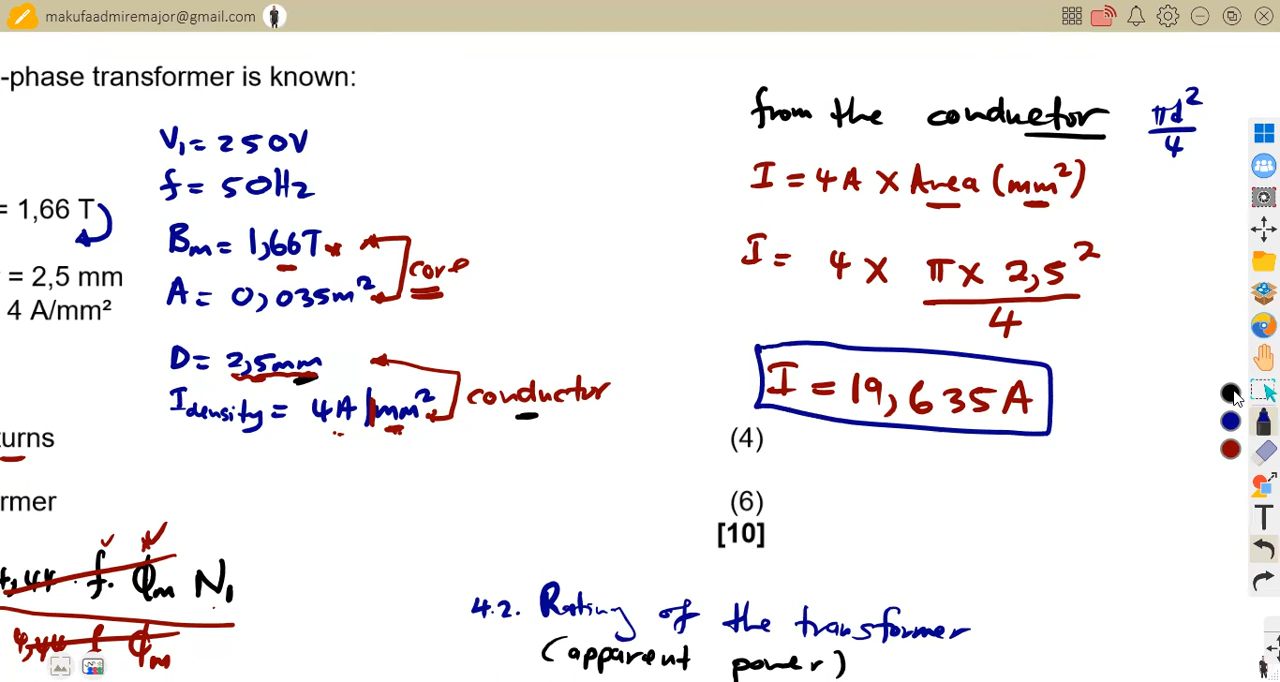 makufaadmiremajor@gmail.com
-phase transformer is known:
V₁ = 250V
f = 50Hz
= 1,66 T
Bm = 1,66T
= 2,5 mm
A = 0,035m²
core
4 A/mm²
D = 2,5mm
Idensity = 4A/mm²
conductor
turns
rmer
f. Φm N₁
4,44 f Φm
from the conductor πd²/4
I = 4A × Area (mm²)
I = 4 × π × 2,5²
4
I = 19,635A
(4)
(6)
[10]
4.2. Rating of the transformer
(apparent power)
T